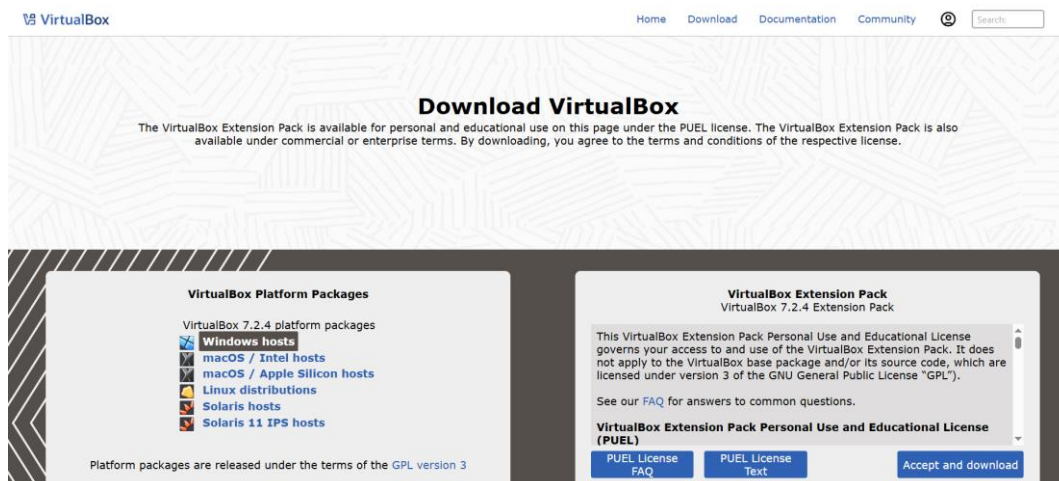 VirtualBox
Home Download Documentation Community
Search:
Download VirtualBox
The VirtualBox Extension Pack is available for personal and educational use on this page under the PUEL license. The VirtualBox Extension Pack is also
available under commercial or enterprise terms. By downloading, you agree to the terms and conditions of the respective license.
VirtualBox Platform Packages
VirtualBox 7.2.4 platform packages
Windows hosts
macOS / Intel hosts
macOS / Apple Silicon hosts
Linux distributions
Solaris hosts
Solaris 11 IPS hosts
Platform packages are released under the terms of the GPL version 3
VirtualBox Extension Pack
VirtualBox 7.2.4 Extension Pack
This VirtualBox Extension Pack Personal Use and Educational License
governs your access to and use of the VirtualBox Extension Pack. It does
not apply to the VirtualBox base package and/or its source code, which are
licensed under version 3 of the GNU General Public License “GPL”).
See our FAQ for answers to common questions.
VirtualBox Extension Pack Personal Use and Educational License
(PUEL)
PUEL License
FAQ
PUEL License
Text
Accept and download